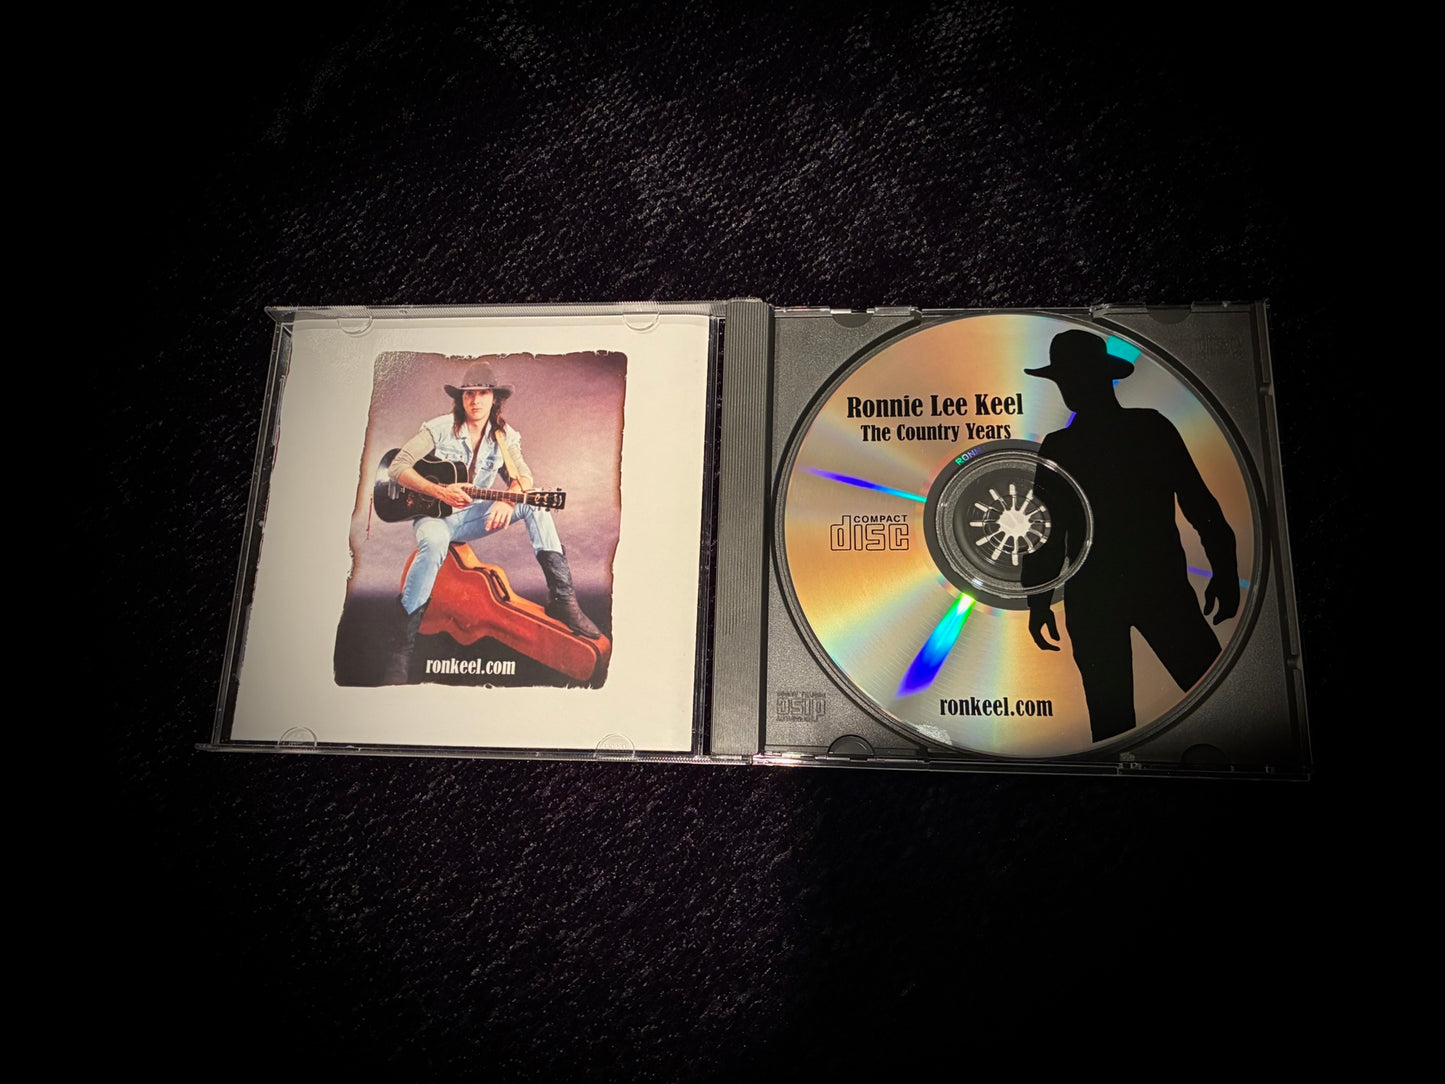 ronkeel.com
Ronnie Lee Keel
The Country Years
COMPACT
disc
ronkeel.com